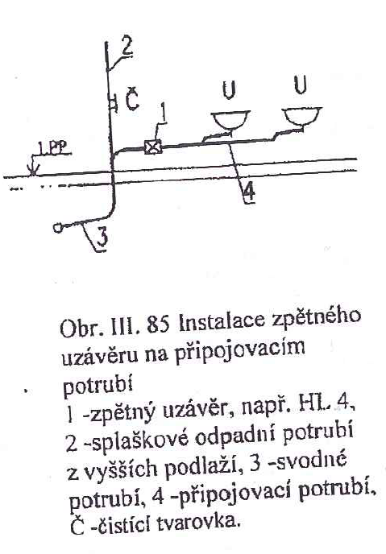 2
Č
1
U
U
1.PP
4
3
Obr. III. 85 Instalace zpětného
uzávěru na připojovacím
potrubí
1 -zpětný uzávěr, např. HL 4,
2 -splaškové odpadní potrubí
z vyšších podlaží, 3 -svodné
potrubí, 4 -připojovací potrubí,
Č -čistící tvarovka.